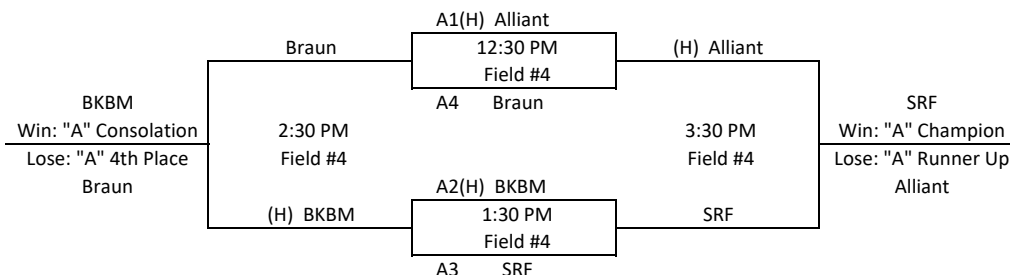 A1(H) Alliant
Braun 12:30 PM (H) Alliant
Field #4
BKBM A4 Braun SRF
Win: "A" Consolation 2:30 PM 3:30 PM Win: "A" Champion
Lose: "A" 4th Place Field #4 Field #4 Lose: "A" Runner Up
Braun A2(H) BKBM Alliant
(H) BKBM 1:30 PM SRF
Field #4
A3 SRF